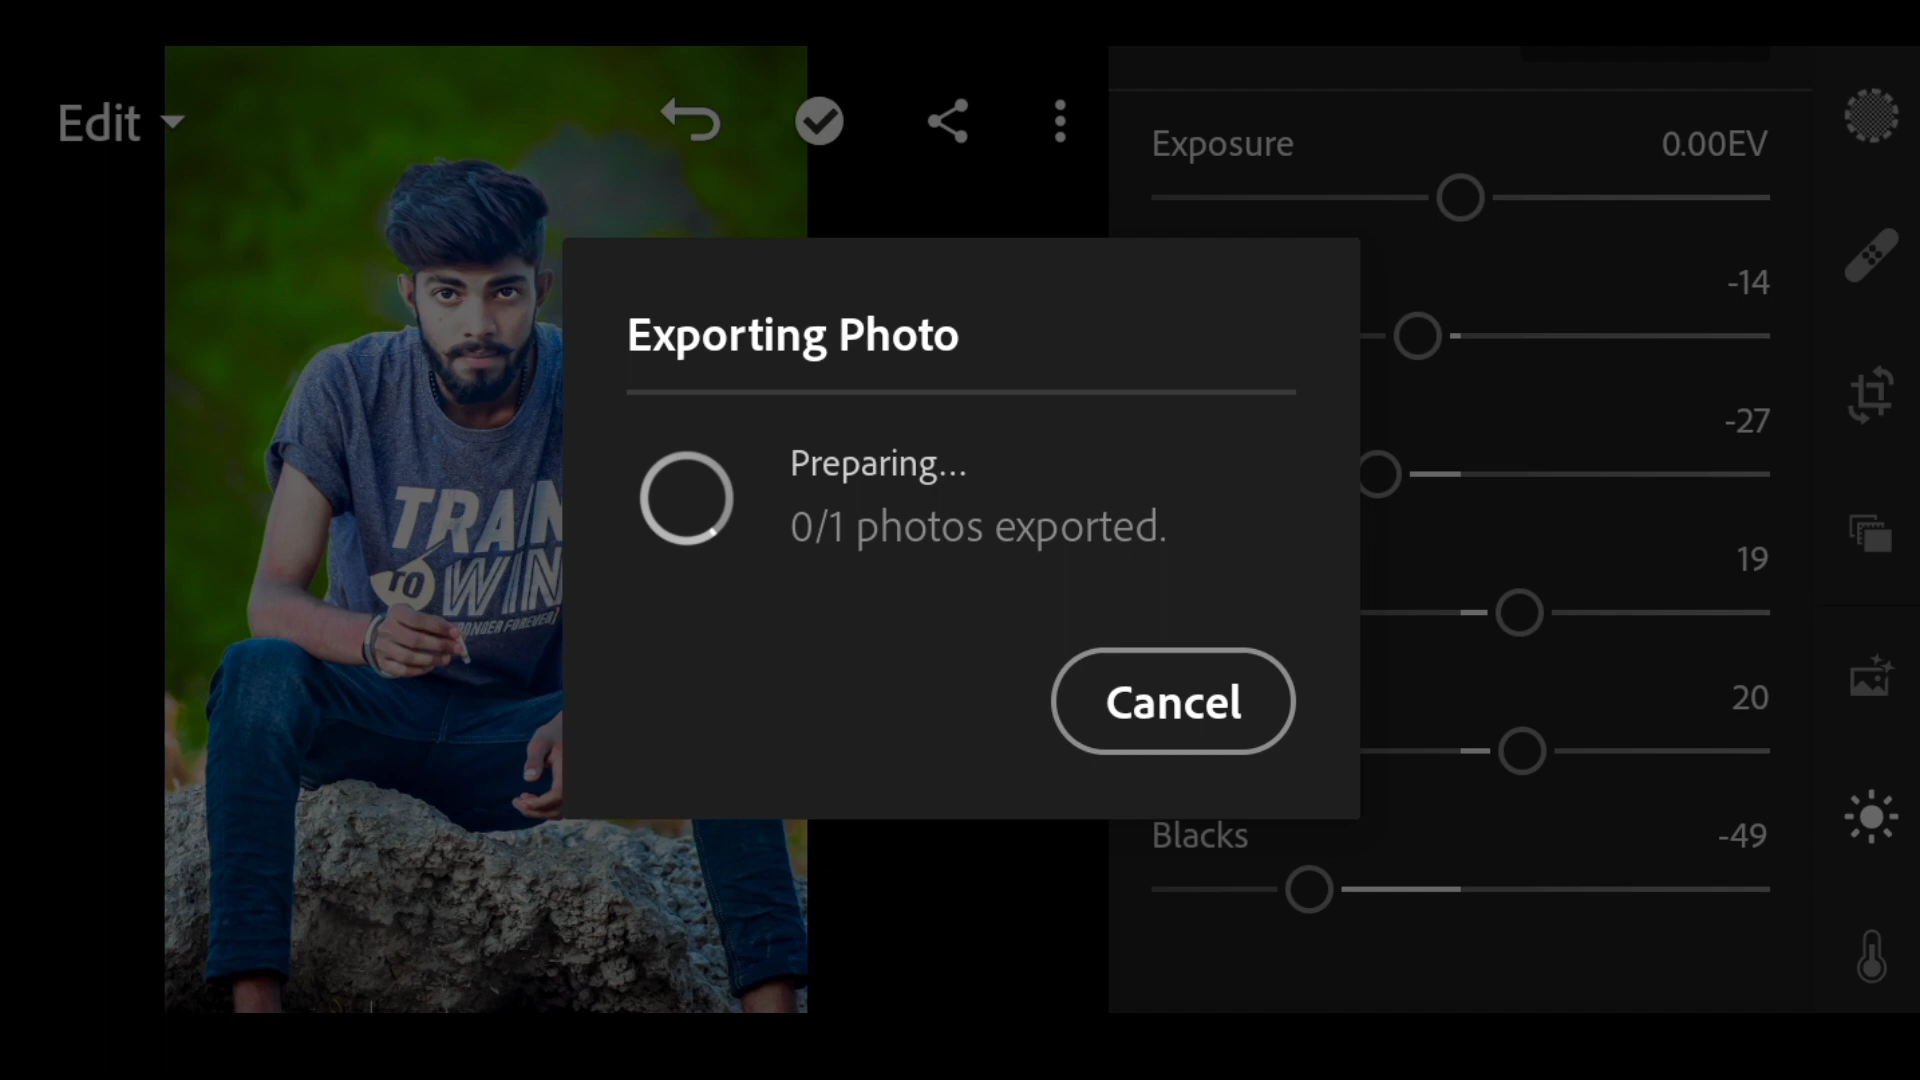 Edit
Exposure
0.00EV
-14
-27
19
20
Blacks
-49
Exporting Photo
Preparing...
0/1 photos exported.
Cancel
TRAIN
TO
WIN
FOREVER